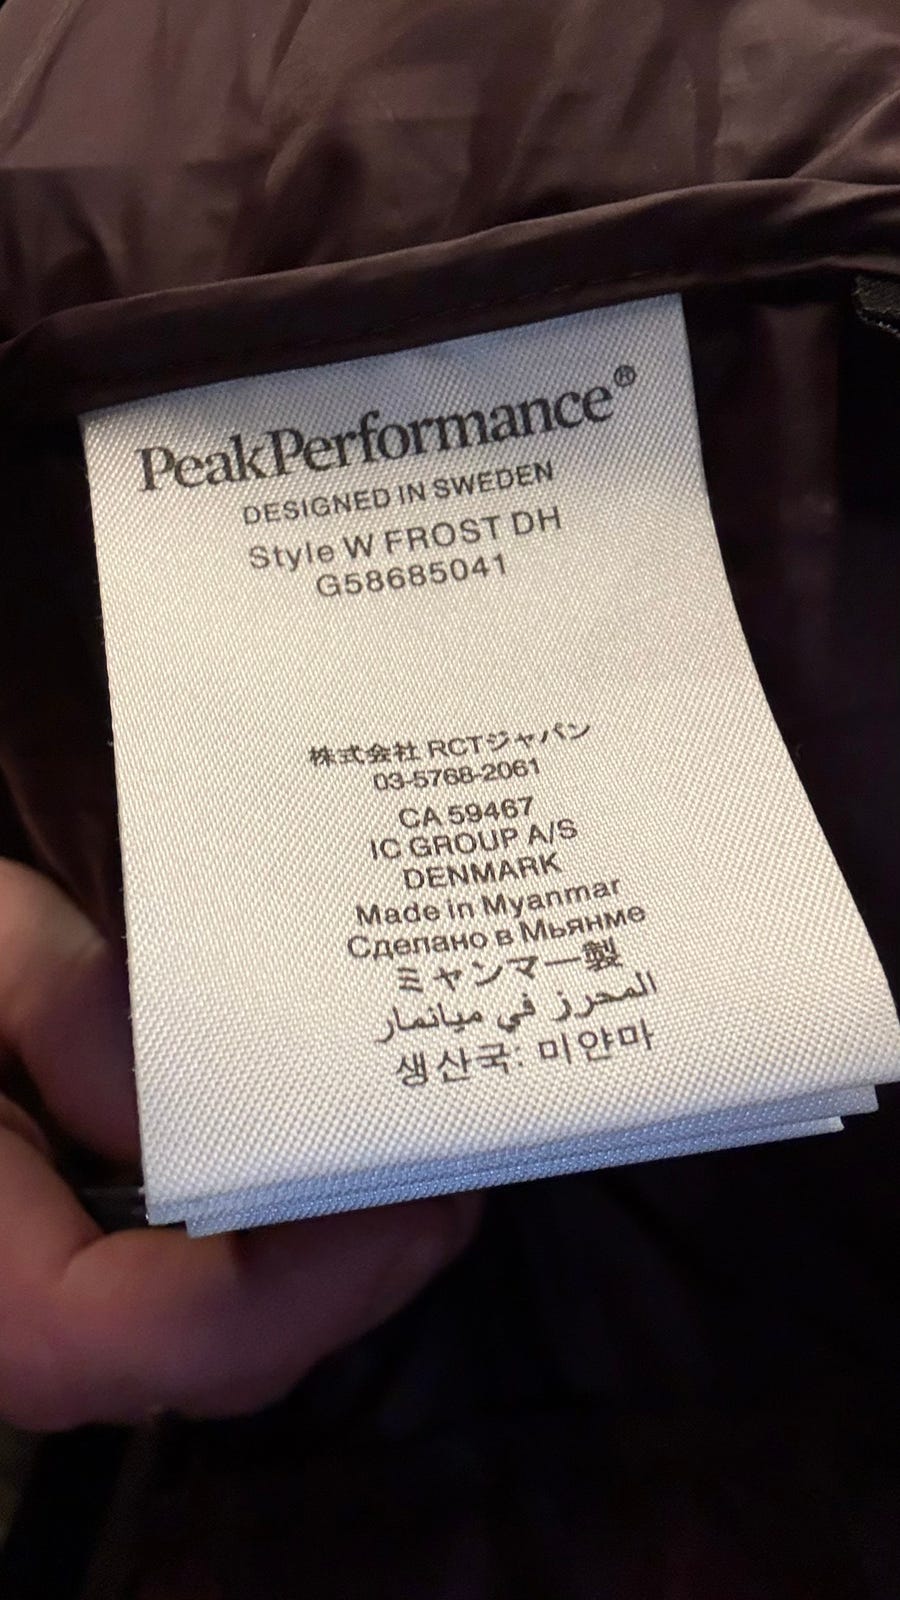 PeakPerformance®
DESIGNED IN SWEDEN
Style W FROST DH
G58685041
株式会社 RCTジャパン
03-5768-2061
CA 59467
IC GROUP A/S
DENMARK
Made in Myanmar
Сделано в Мьянме
ミャンマー製
المحرز في ميانمار
생산국: 미얀마